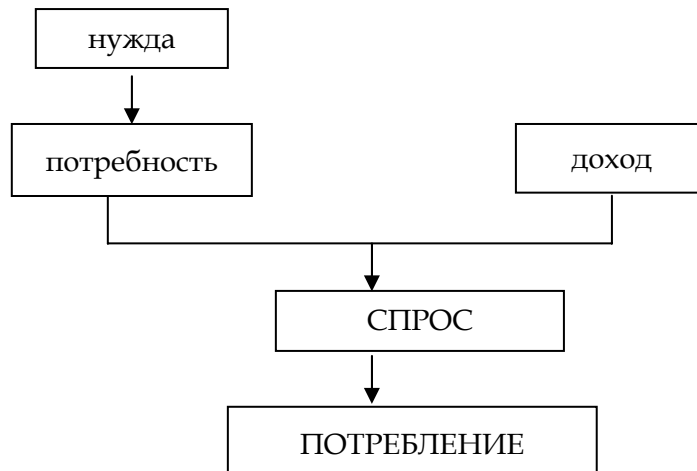 нужда
потребность
доход
СПРОС
ПОТРЕБЛЕНИЕ